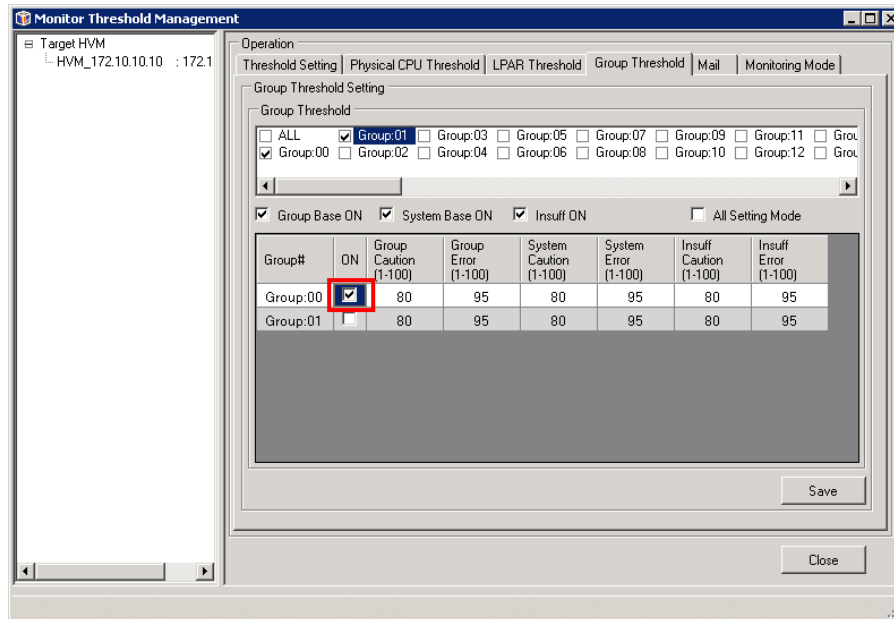 Monitor Threshold Management
Target HVM
HVM_172.10.10.10 : 172.1
Operation
Threshold Setting Physical CPU Threshold LPAR Threshold Group Threshold Mail Monitoring Mode
Group Threshold Setting
Group Threshold
ALL Group:01 Group:03 Group:05 Group:07 Group:09 Group:11 Grou
Group:00 Group:02 Group:04 Group:06 Group:08 Group:10 Group:12 Grou
Group Base ON System Base ON Insuff ON All Setting Mode
Group# ON Group Caution (1-100) Group Error (1-100) System Caution (1-100) System Error (1-100) Insuff Caution (1-100) Insuff Error (1-100)
Group:00 80 95 80 95 80 95
Group:01 80 95 80 95 80 95
Save
Close